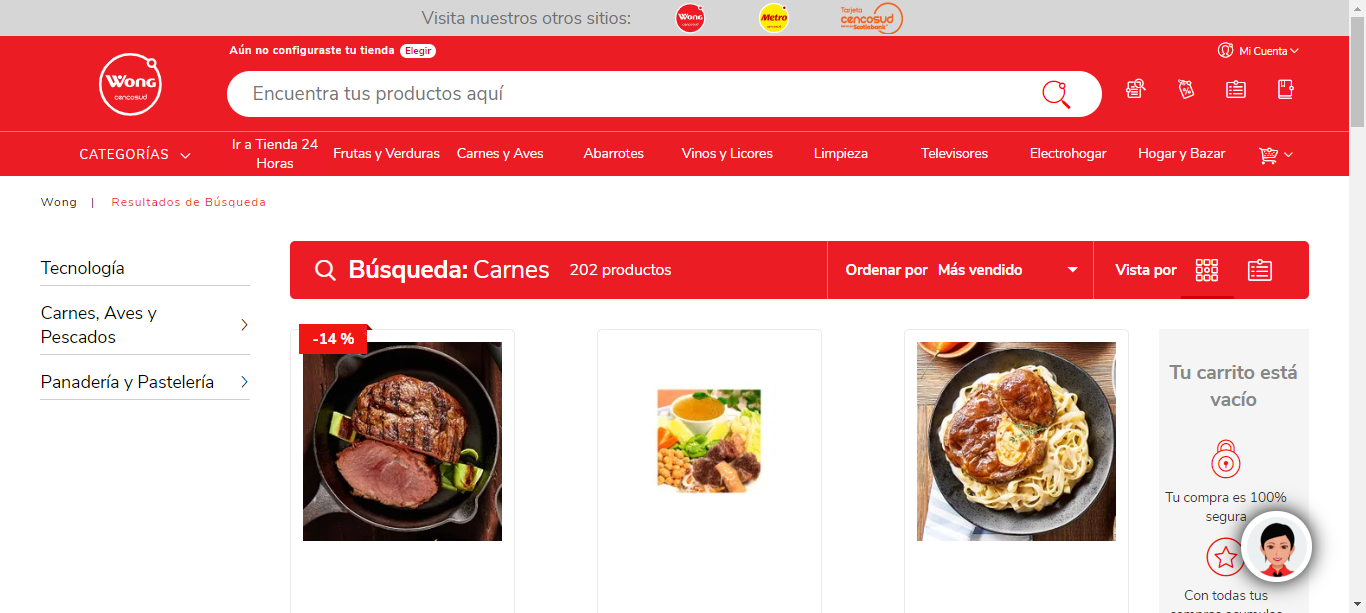 Visita nuestros otros sitios:
Wong
cencosud
Metro
cencosud
Tarjeta
cencosud
Scotiabank
Aún no configuraste tu tienda Elegir
Mi Cuenta
Wong
cencosud
Encuentra tus productos aquí
CATEGORÍAS
Ir a Tienda 24
Horas
Frutas y Verduras
Carnes y Aves
Abarrotes
Vinos y Licores
Limpieza
Televisores
Electrohogar
Hogar y Bazar
Wong | Resultados de Búsqueda
Tecnología
Carnes, Aves y
Pescados
Panadería y Pastelería
Búsqueda: Carnes 202 productos
Ordenar por Más vendido
Vista por
-14 %
Tu carrito está
vacío
Tu compra es 100%
segura
Con todas tus
compras acumulas